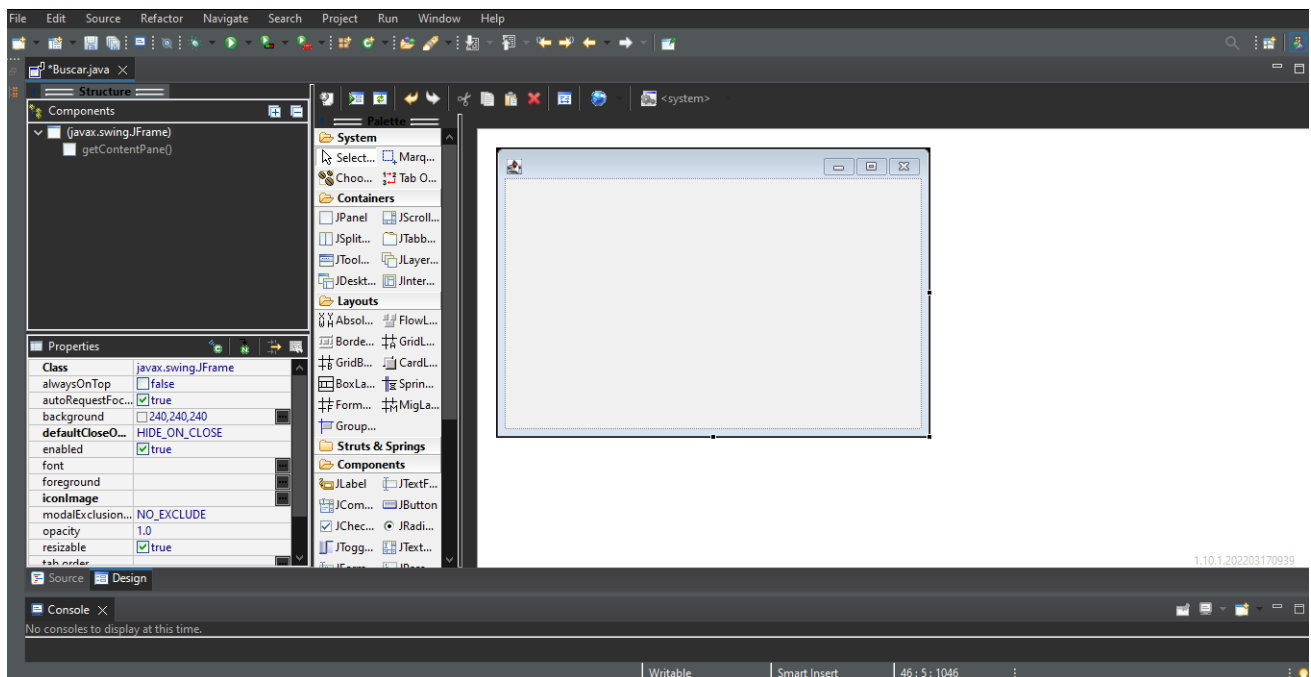 File Edit Source Refactor Navigate Search Project Run Window Help
*Buscar.java
Structure
Components
(javax.swing.JFrame)
getContentPane()
<system>
Palette
System
Select... Marq...
Choo... Tab O...
Containers
JPanel JScroll...
JSplit... JTabb...
JTool... JLayer...
JDeskt... JInter...
Layouts
Absol... FlowL...
Borde... GridL...
GridB... CardL...
BoxLa... Sprin...
Form... MigLa...
Group...
Struts & Springs
Components
JLabel JTextF...
JCom... JButton
JChec... JRadi...
JTogg... JText...
Properties
Class javax.swing.JFrame
alwaysOnTop false
autoRequestFoc... true
background 240,240,240
defaultCloseO... HIDE_ON_CLOSE
enabled true
font
foreground
iconImage
modalExclusion... NO_EXCLUDE
opacity 1.0
resizable true
tab order
1.10.1.202203170939
Source Design
Console
No consoles to display at this time.
Writable Smart Insert 46 : 5 : 1046